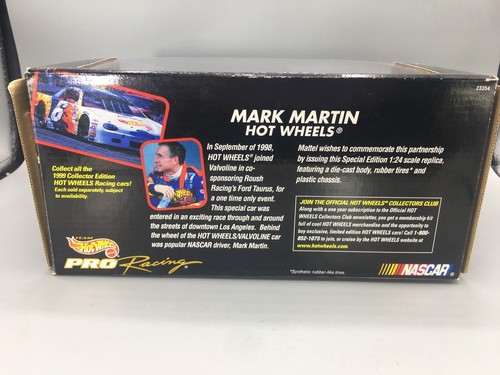 23354
MARK MARTIN
HOT WHEELS®
Collect all the
1999 Collector Edition
HOT WHEELS Racing cars!
Each sold separately, subject
to availability.
In September of 1998,
HOT WHEELS® joined
Valvoline in co-
sponsoring Roush
Racing's Ford Taurus, for
a one time only event.
This special car was
entered in an exciting race through and around
the streets of downtown Los Angeles. Behind
the wheel of the HOT WHEELS/VALVOLINE car
was popular NASCAR driver, Mark Martin.
Mattel wishes to commemorate this partnership
by issuing this Special Edition 1:24 scale replica,
featuring a die-cast body, rubber tires* and
plastic chassis.
JOIN THE OFFICIAL HOT WHEELS® COLLECTORS CLUB
Along with a one year subscription to the Official HOT
WHEELS Collectors Club newsletter, you get a membership kit
full of cool HOT WHEELS merchandise and the opportunity to
buy exclusive, limited edition HOT WHEELS cars! Call 1-800-
852-1075 to join, or cruise by the HOT WHEELS website at
www.hotwheels.com.
TEAM
Hot Wheels
PRO Racing®
*Synthetic rubber-like tires.
NASCAR®